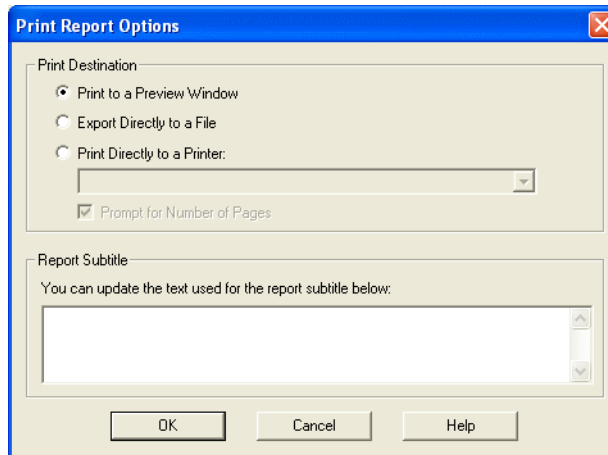 Print Report Options
Print Destination
Print to a Preview Window
Export Directly to a File
Print Directly to a Printer:
Prompt for Number of Pages
Report Subtitle
You can update the text used for the report subtitle below:
OK Cancel Help